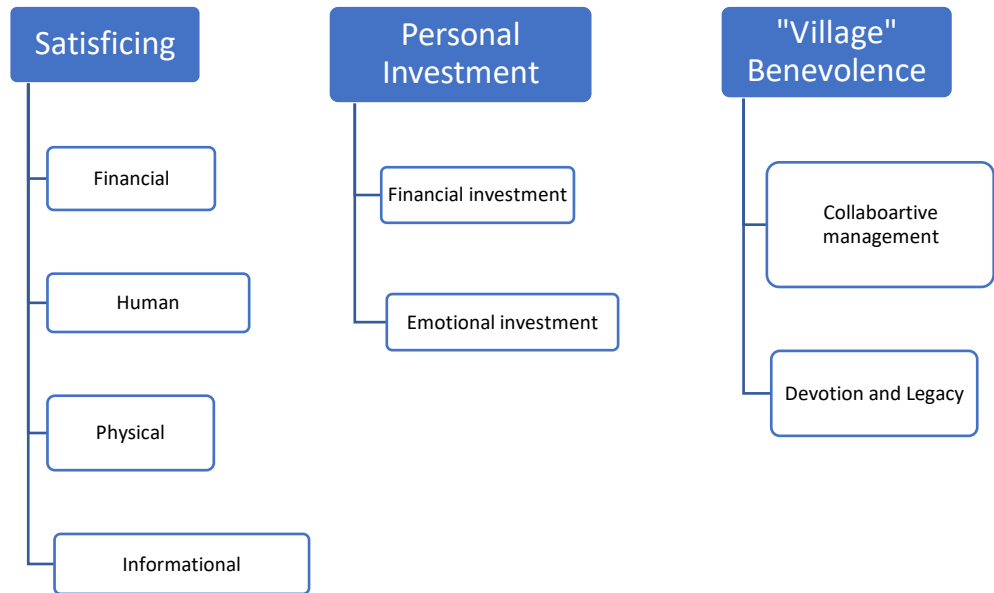 Satisficing
Financial
Human
Physical
Informational
Personal
Investment
Financial investment
Emotional investment
"Village"
Benevolence
Collaboartive
management
Devotion and Legacy